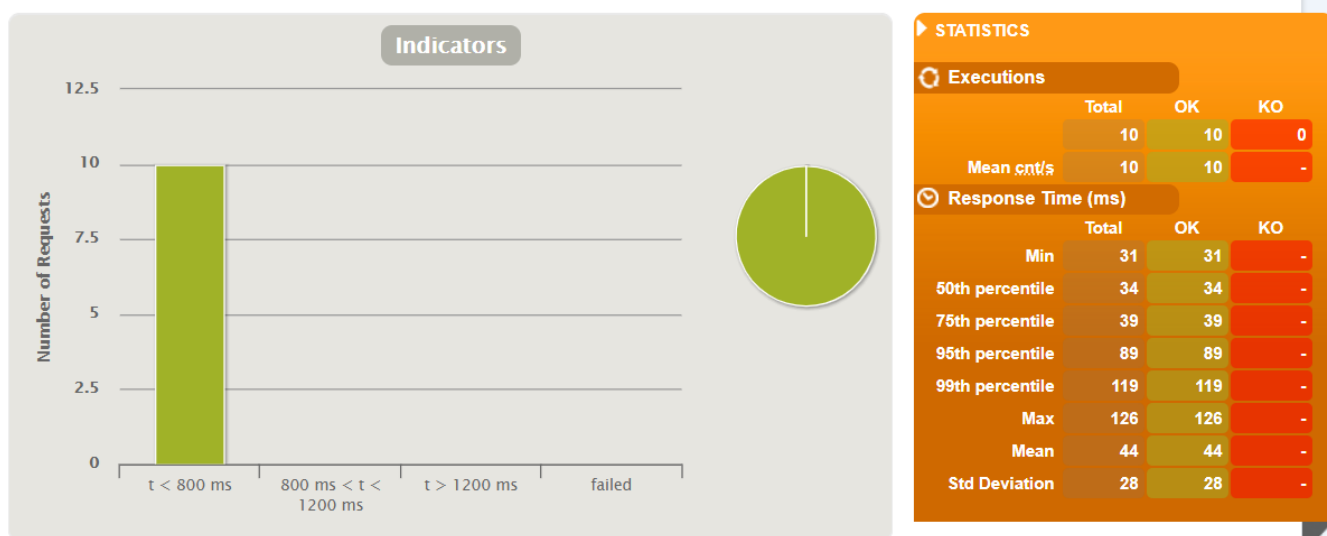 Indicators
12.5
10
7.5
5
2.5
0
Number of Requests
t < 800 ms
800 ms < t <
1200 ms
t > 1200 ms
failed
STATISTICS
Executions
Total OK KO
10 10 0
Mean cnt/s 10 10 -
Response Time (ms)
Total OK KO
Min 31 31 -
50th percentile 34 34 -
75th percentile 39 39 -
95th percentile 89 89 -
99th percentile 119 119 -
Max 126 126 -
Mean 44 44 -
Std Deviation 28 28 -